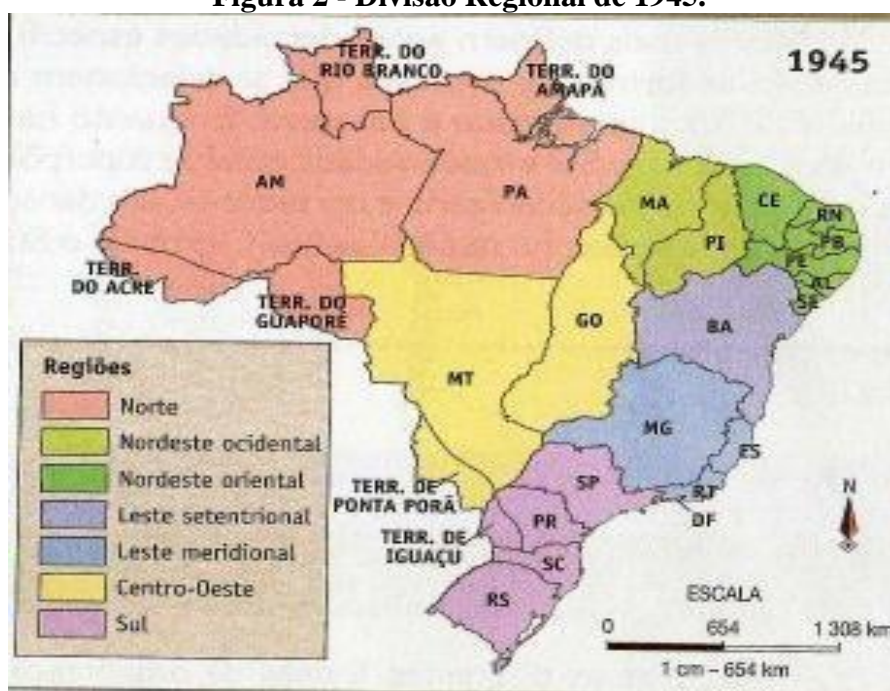 Figura 2 - Divisão Regional de 1945.
1945
TERR. DO
RIO BRANCO
TERR. DO
AMAPÁ
AM
PA
MA
CE
RN
PB
PI
PE
AL
SE
TERR.
DO ACRE
TERR. DO
GUAPORÉ
BA
GO
MT
MG
ES
SP
RJ
DF
TERR. DE
PONTA PORÃ
PR
TERR. DE
IGUAÇU
SC
RS
Regiões
Norte
Nordeste ocidental
Nordeste oriental
Leste setentrional
Leste meridional
Centro-Oeste
Sul
N
ESCALA
0 654 1 308 km
1 cm – 654 km